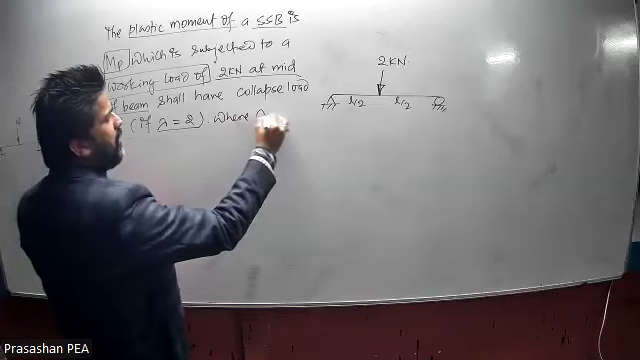 The plastic moment of a SSB is
Mp which is subjected to a
working load of 2KN at mid
of beam shall have collapse load
(if λ = 2). Where
2KN
L/2 L/2
Prasashan PEA